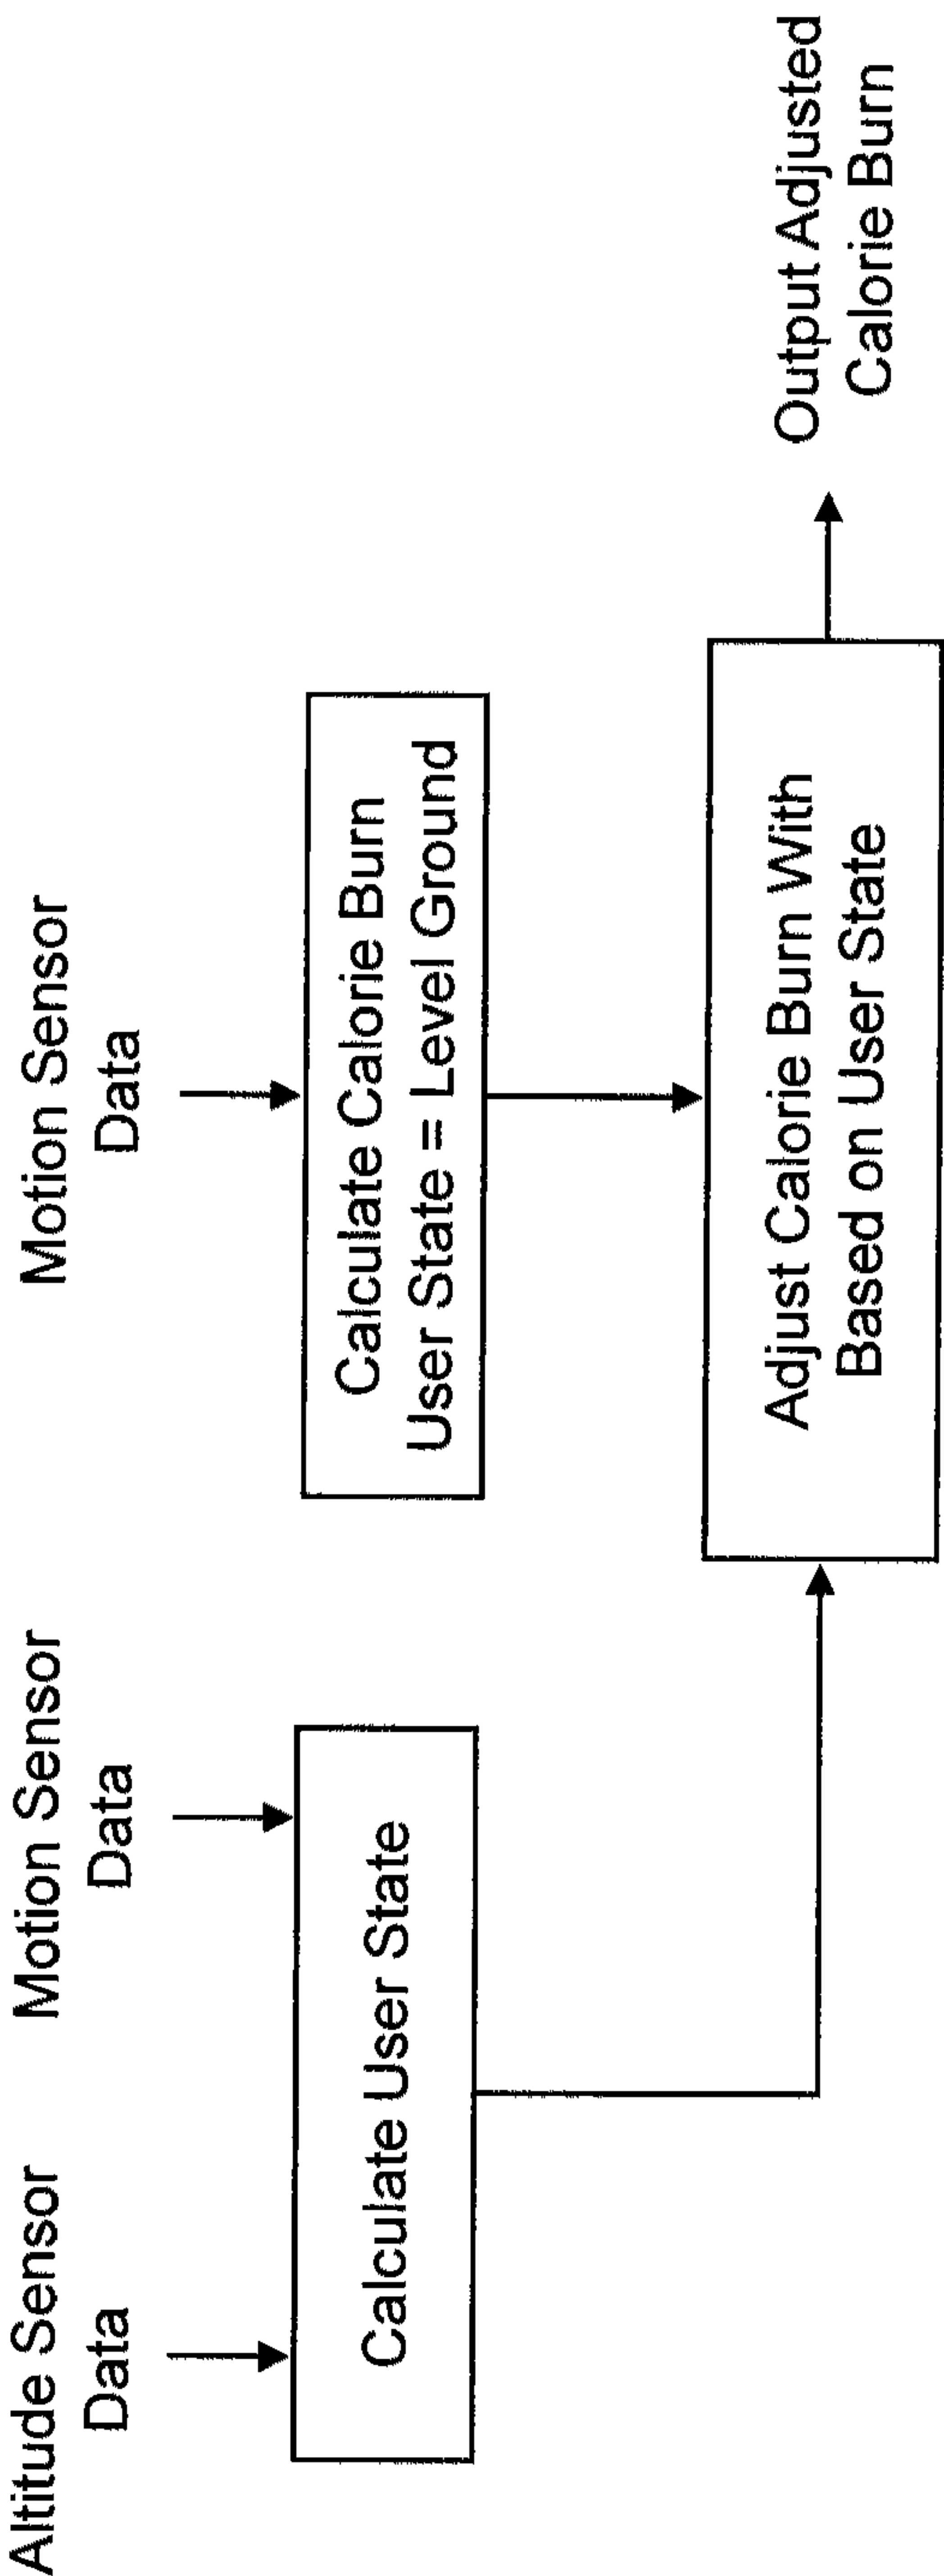 Altitude Sensor
Data
Motion Sensor
Data
Motion Sensor
Data
Calculate User State
Calculate Calorie Burn
User State = Level Ground
Adjust Calorie Burn With
Based on User State
Output Adjusted
Calorie Burn